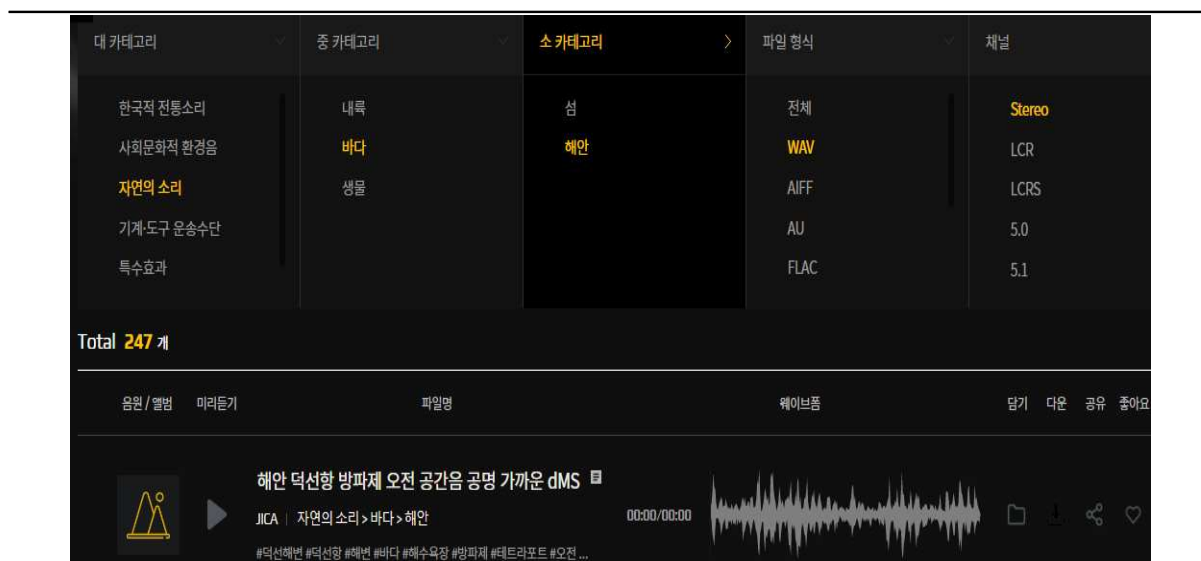 대 카테고리
중 카테고리
소 카테고리
파일 형식
채널
한국적 전통소리
사회문화적 환경음
자연의 소리
기계·도구 운송수단
특수효과
내륙
바다
생물
섬
해안
전체
WAV
AIFF
AU
FLAC
Stereo
LCR
LCRS
5.0
5.1
Total 247 개
음원 / 앨범 미리듣기 파일명 웨이브폼 담기 다운 공유 좋아요
해안 덕선항 방파제 오전 공간음 공명 가까운 dMS
JICA | 자연의 소리 > 바다 > 해안
00:00/00:00
#덕선해변 #덕선항 #해변 #바다 #해수욕장 #방파제 #테트라포트 #오전 ...